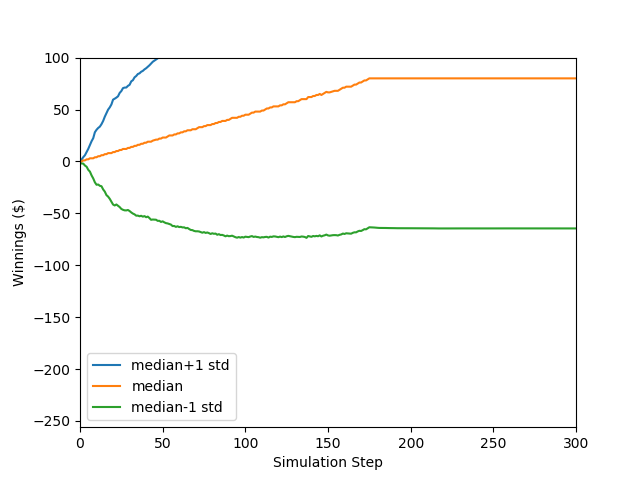 100
50
0
−50
−100
−150
−200
−250
Winnings ($)
median+1 std
median
median-1 std
0 50 100 150 200 250 300
Simulation Step